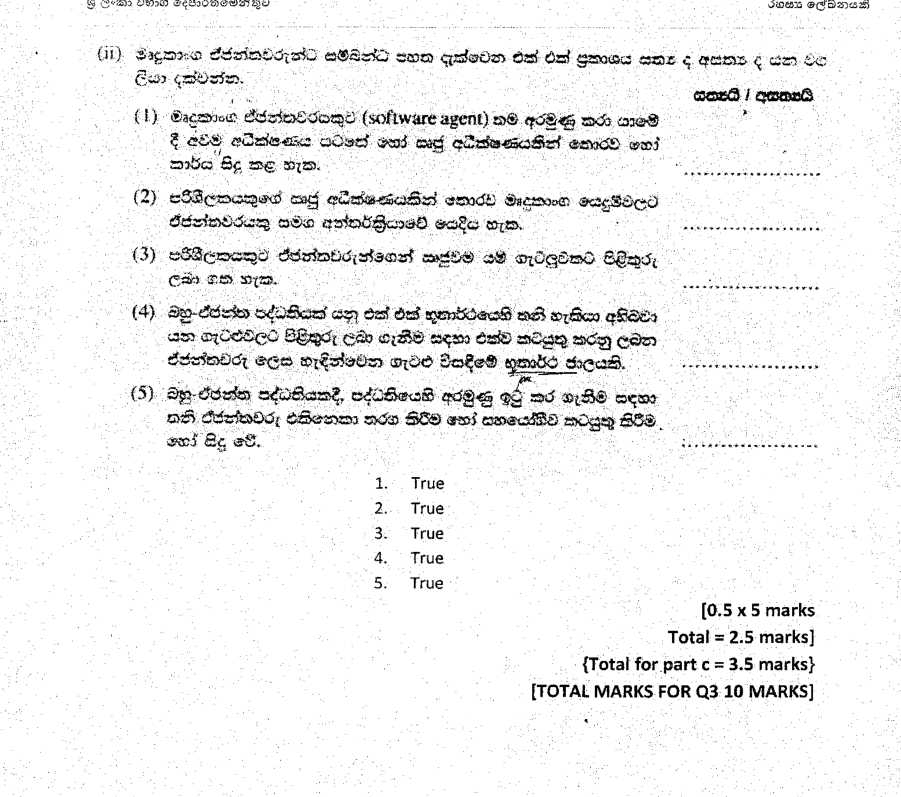 ශ්‍රී ලංකා විභාග දෙපාර්තමේන්තුව රහස්‍ය ලේඛනයකි
(ii) මෘදුකාංග ඒජන්තවරුන්ට සම්බන්ධ පහත දැක්වෙන එක් එක් ප්‍රකාශය සත්‍ය ද අසත්‍ය ද යන වග
ලියා දක්වන්න.
සත්‍යයි / අසත්‍යයි
(1) මෘදුකාංග ඒජන්තවරයකුට (software agent) තම අරමුණු කරා යාමේ
දී අවම අධීක්ෂණය යටතේ හෝ සෘජු අධීක්ෂණයකින් තොරව හෝ
කාර්ය සිදු කළ හැක. ........................
(2) පරිශීලකයකුගේ සෘජු අධීක්ෂණයකින් තොරව මෘදුකාංග යෙදුම්වලට
ඒජන්තවරයකු සමග අන්තර්ක්‍රියාවේ යෙදිය හැක. ........................
(3) පරිශීලකයකුට ඒජන්තවරුන්ගෙන් සෘජුවම යම් ගැටලුවකට පිළිතුරු
ලබා ගත හැක. ........................
(4) බහු-ඒජන්ත පද්ධතියක් යනු එක් එක් භූතාර්ථයෙහි තනි හැකියා අභිබවා
යන ගැටළුවලට පිළිතුරු ලබා ගැනීම සඳහා එක්ව කටයුතු කරනු ලබන
ඒජන්තවරු ලෙස හැඳින්වෙන ගැටළු විසඳීමේ භූතාර්ථ ජාලයකි. ........................
(5) බහු-ඒජන්ත පද්ධතියකදී, පද්ධතියෙහි අරමුණු ඉටු කර ගැනීම සඳහා
තනි ඒජන්තවරු එකිනෙකා තරග කිරීම හෝ සහයෝගීව කටයුතු කිරීම
හෝ සිදු වේ. ........................
1. True
2. True
3. True
4. True
5. True
[0.5 x 5 marks
Total = 2.5 marks]
{Total for part c = 3.5 marks}
[TOTAL MARKS FOR Q3 10 MARKS]